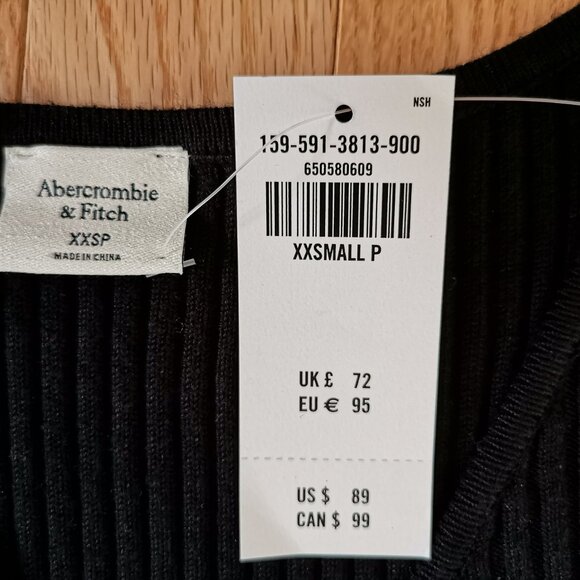 Abercrombie
& Fitch
XXSP
MADE IN CHINA
NSH
159-591-3813-900
650580609
XXSMALL P
UK £ 72
EU € 95
US $ 89
CAN $ 99